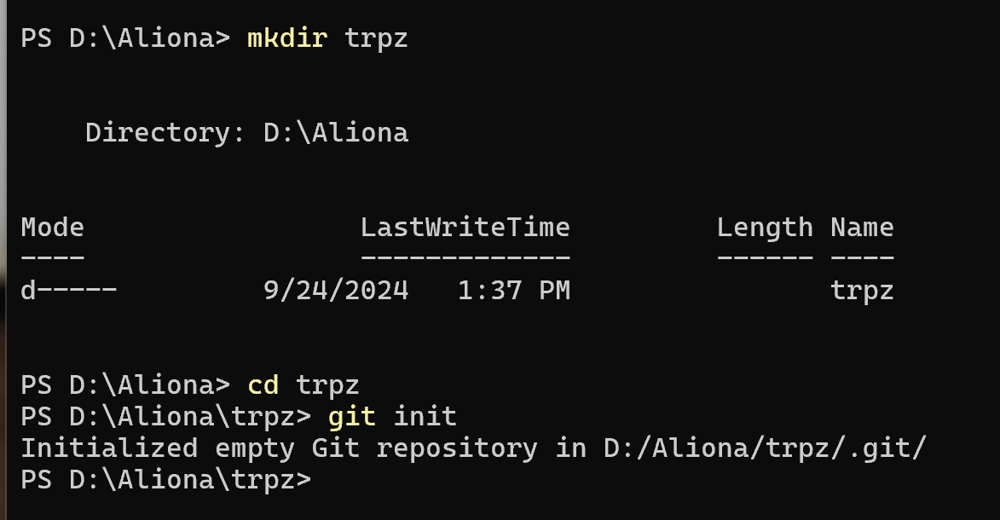 PS D:\Aliona> mkdir trpz
Directory: D:\Aliona
Mode LastWriteTime Length Name
---- ------------- ------ ----
d----- 9/24/2024 1:37 PM trpz
PS D:\Aliona> cd trpz
PS D:\Aliona\trpz> git init
Initialized empty Git repository in D:/Aliona/trpz/.git/
PS D:\Aliona\trpz>